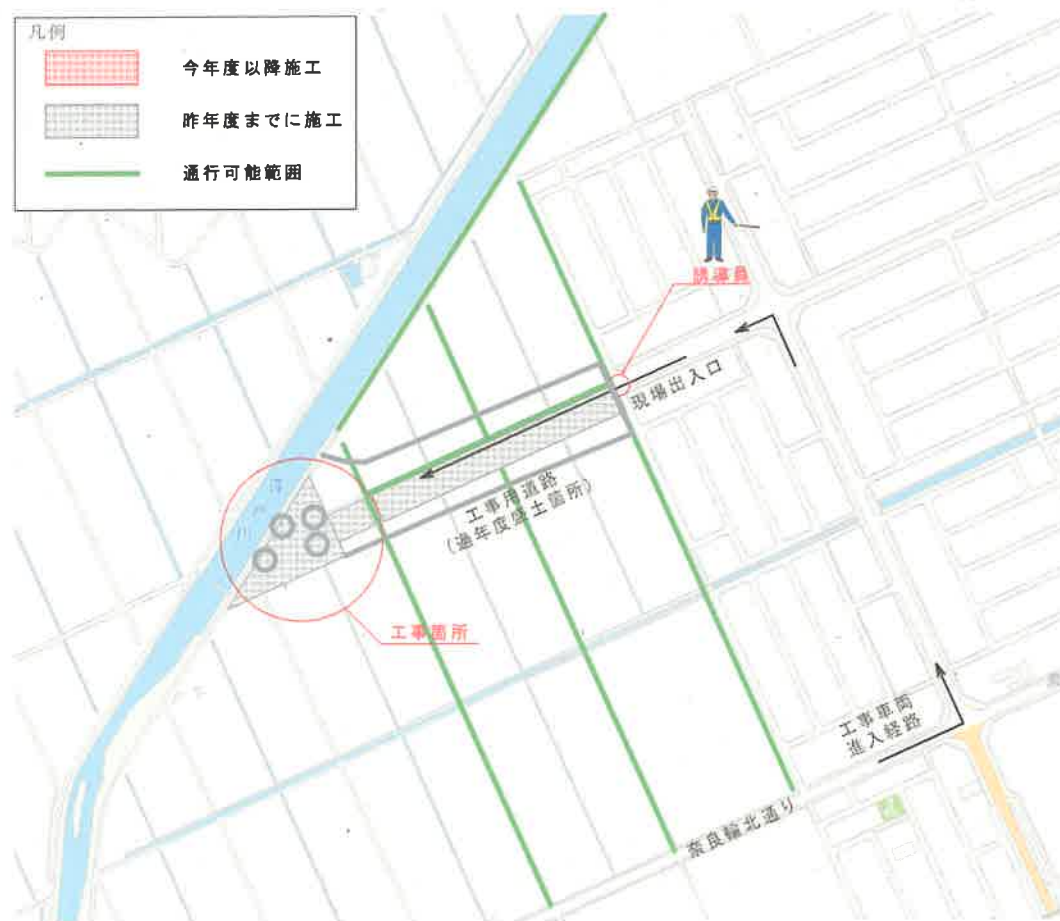 凡例
今年度以降施工
昨年度までに施工
通行可能範囲
誘導員
現場出入口
工事用道路
(過年度盛土箇所)
工事箇所
工事車両
進入経路
奈良輪北通り